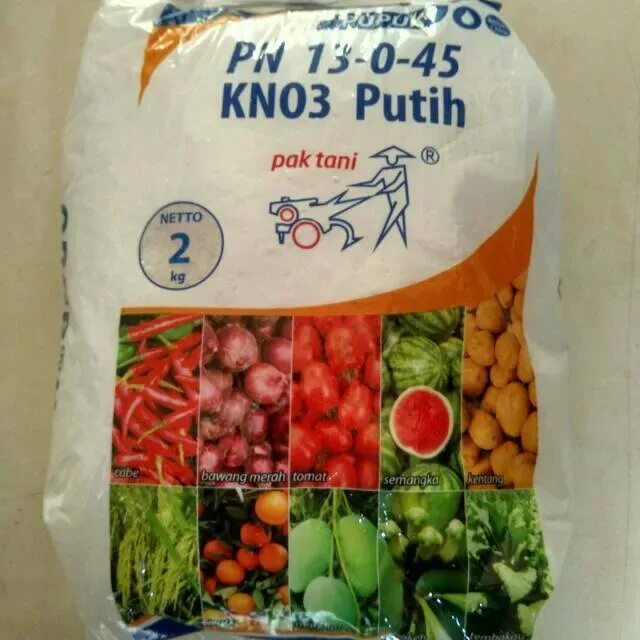 PN 13-0-45
KNO3 Putih
pak tani ®
NETTO
2
kg
cabe
bawang merah
tomat
semangka
kentang